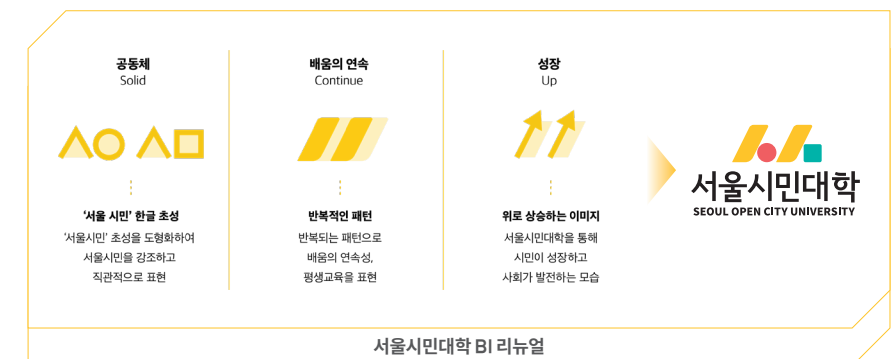 공동체
Solid
'서울 시민' 한글 초성
'서울시민' 초성을 도형화하여
서울시민을 강조하고
직관적으로 표현
배움의 연속
Continue
반복적인 패턴
반복되는 패턴으로
배움의 연속성,
평생교육을 표현
성장
Up
위로 상승하는 이미지
서울시민대학을 통해
시민이 성장하고
사회가 발전하는 모습
서울시민대학
SEOUL OPEN CITY UNIVERSITY
서울시민대학 BI 리뉴얼